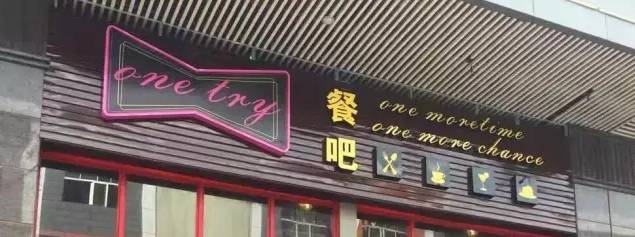 one try
餐吧
one moretime
one more chance